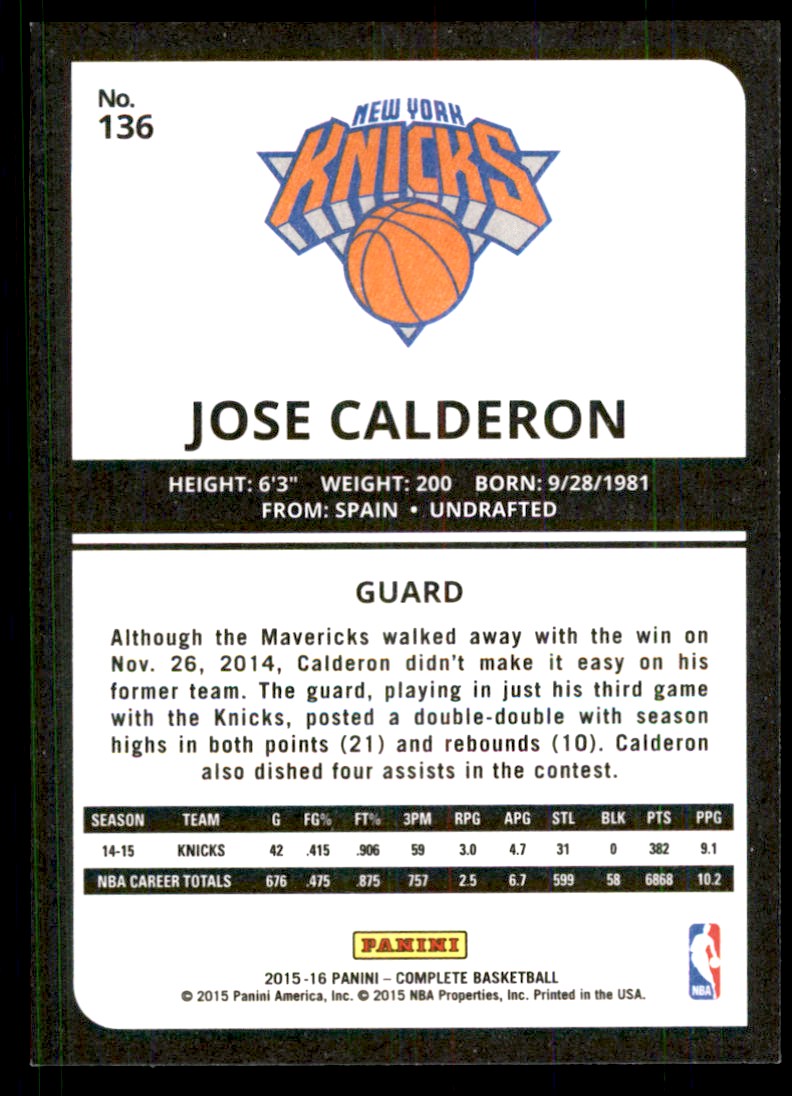 No.
136
NEW YORK
KNICKS
JOSE CALDERON
HEIGHT: 6'3" WEIGHT: 200 BORN: 9/28/1981
FROM: SPAIN • UNDRAFTED
GUARD
Although the Mavericks walked away with the win on
Nov. 26, 2014, Calderon didn't make it easy on his
former team. The guard, playing in just his third game
with the Knicks, posted a double-double with season
highs in both points (21) and rebounds (10). Calderon
also dished four assists in the contest.
SEASON TEAM G FG% FT% 3PM RPG APG STL BLK PTS PPG
14-15 KNICKS 42 .415 .906 59 3.0 4.7 31 0 382 9.1
NBA CAREER TOTALS 676 .475 .875 757 2.5 6.7 599 58 6868 10.2
PANINI
2015-16 PANINI – COMPLETE BASKETBALL
© 2015 Panini America, Inc. © 2015 NBA Properties, Inc. Printed in the USA.
NBA